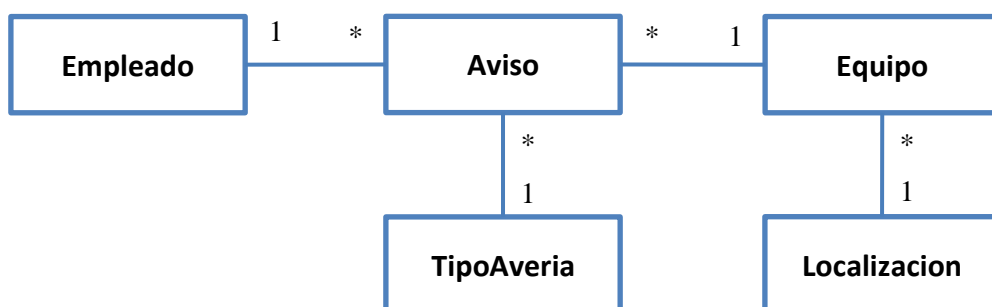 1 * * 1
Empleado Aviso Equipo
* *
1 1
TipoAveria Localizacion